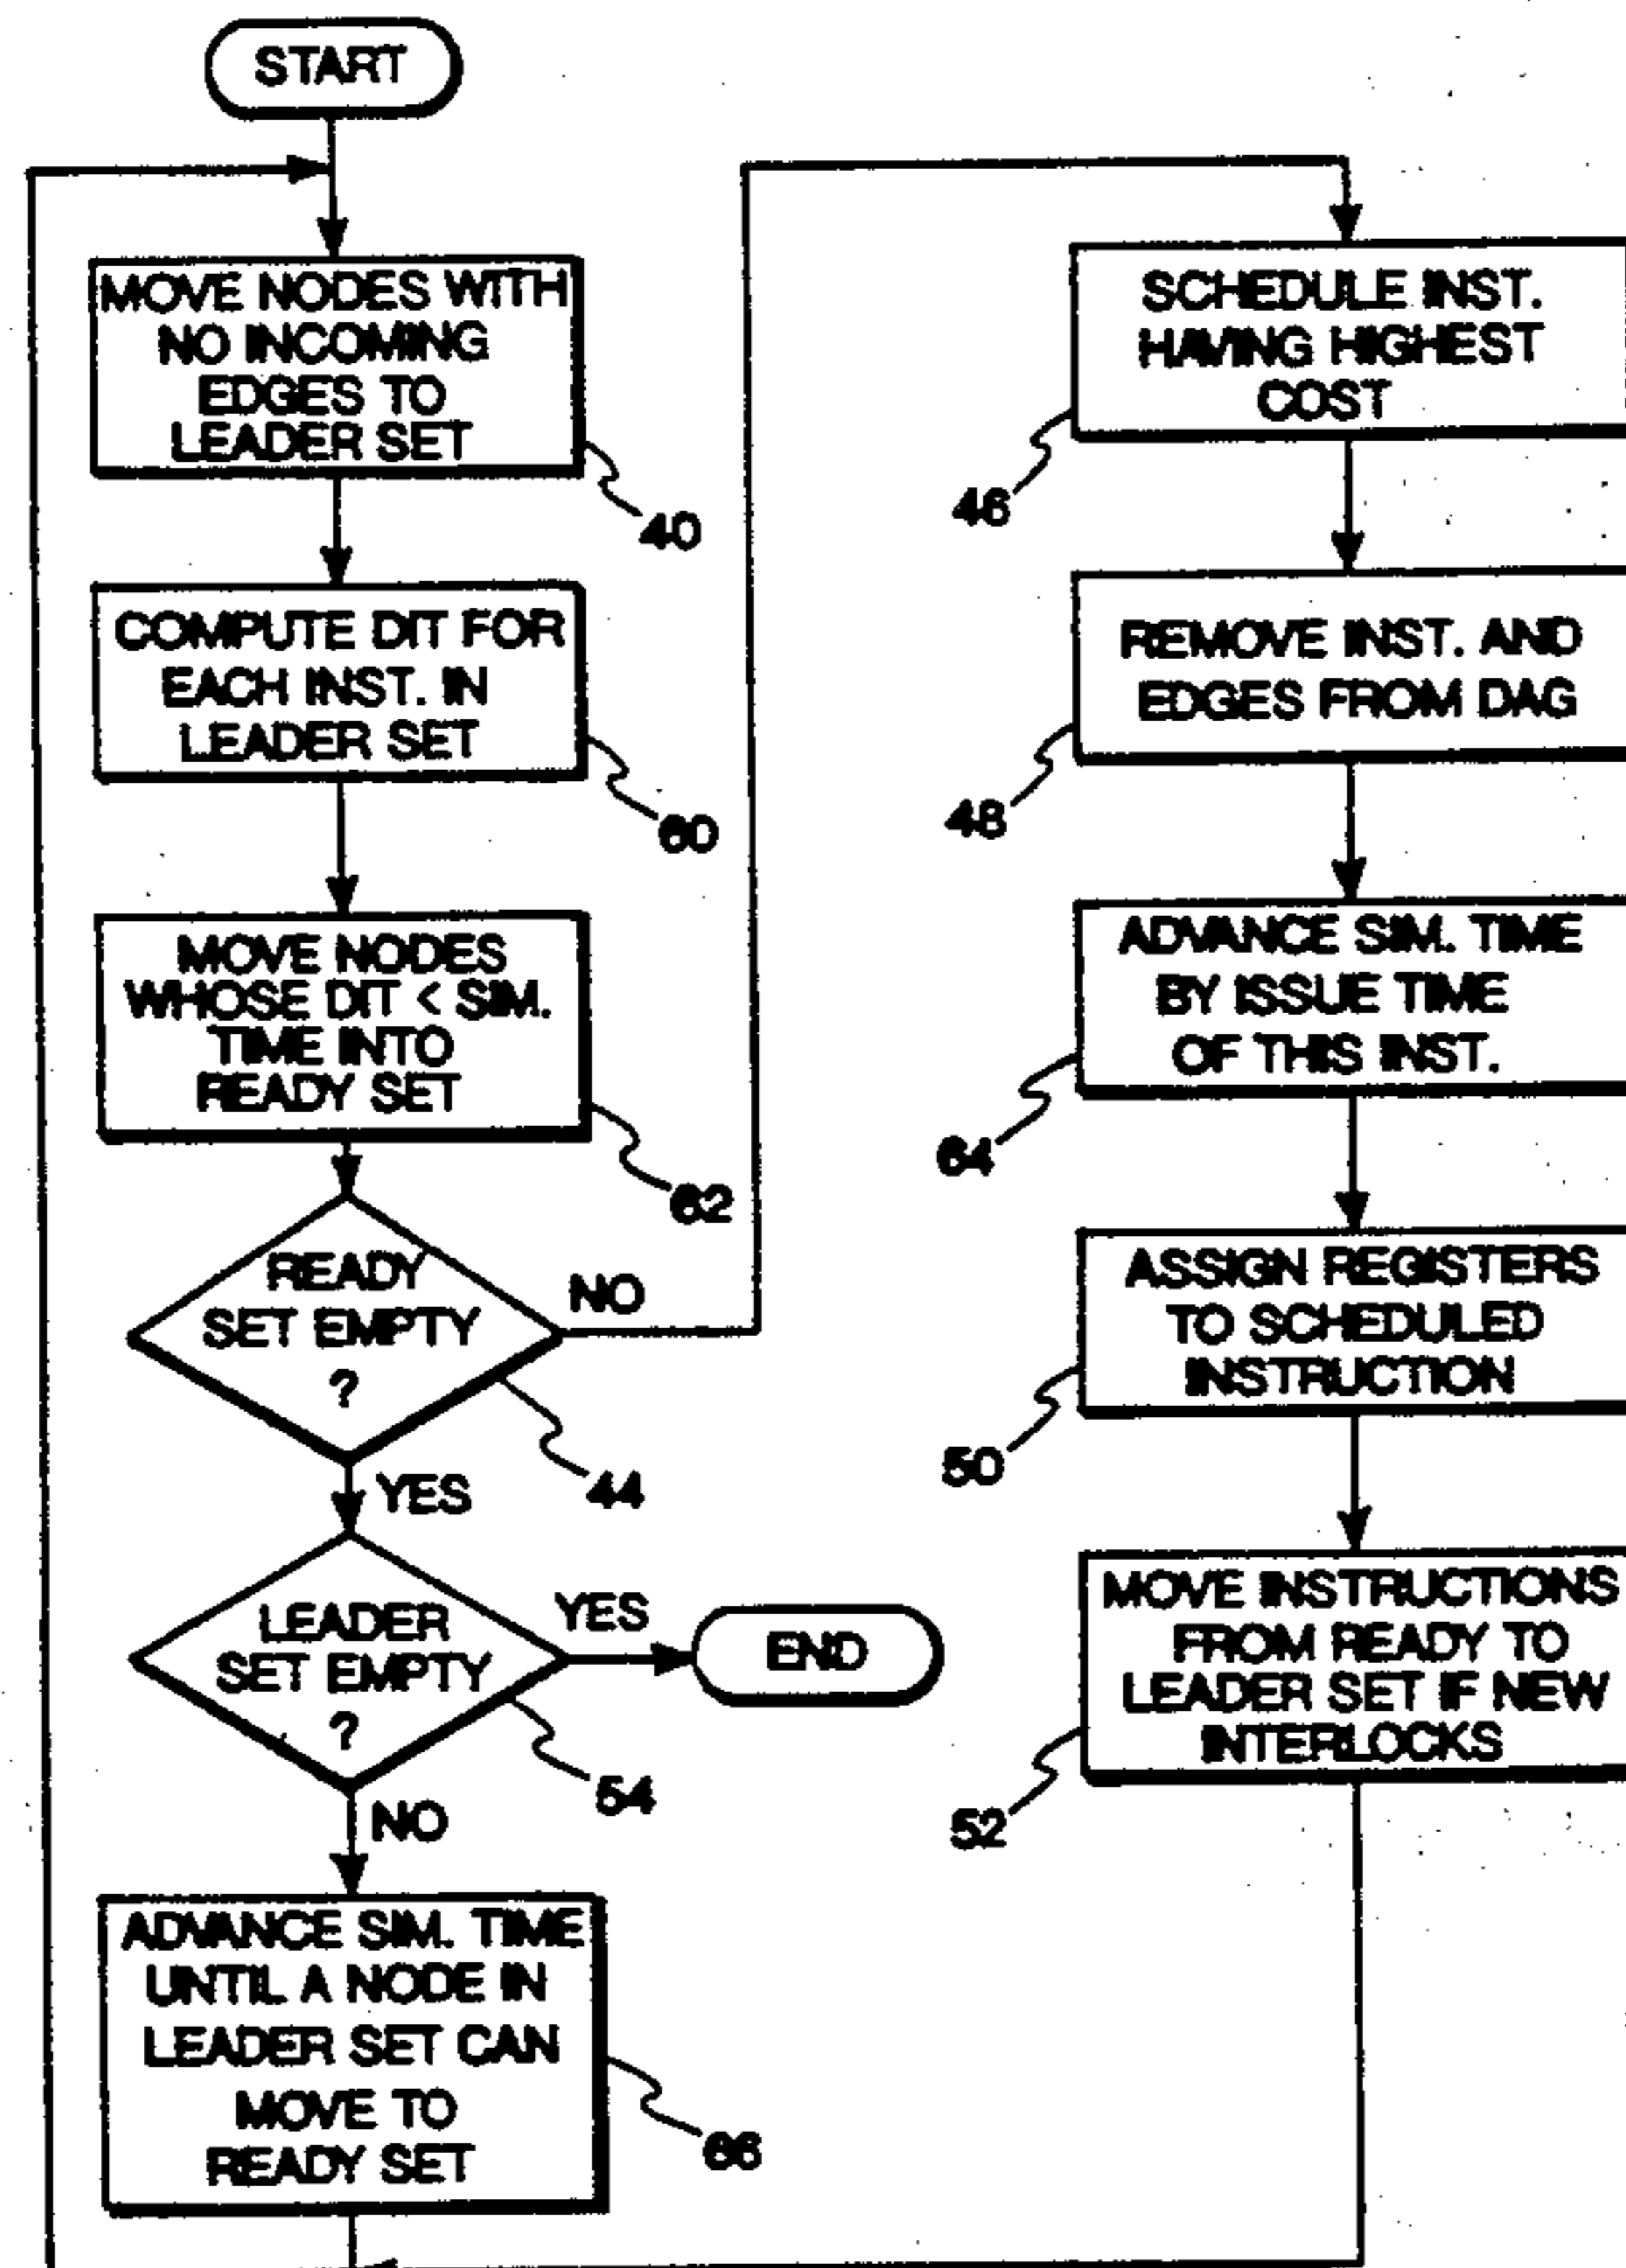 START
MOVE NODES WITH
NO INCOMING
EDGES TO
LEADER SET
40
COMPUTE DIT FOR
EACH INST. IN
LEADER SET
60
MOVE NODES
WHOSE DIT < SIM.
TIME INTO
READY SET
62
READY
SET EMPTY
?
NO
44
YES
LEADER
SET EMPTY
?
YES
END
54
NO
ADVANCE SIM. TIME
UNTIL A NODE IN
LEADER SET CAN
MOVE TO
READY SET
66
SCHEDULE INST.
HAVING HIGHEST
COST
46
REMOVE INST. AND
EDGES FROM DAG
48
ADVANCE SIM. TIME
BY ISSUE TIME
OF THIS INST.
64
ASSIGN REGISTERS
TO SCHEDULED
INSTRUCTION
50
MOVE INSTRUCTIONS
FROM READY TO
LEADER SET IF NEW
INTERLOCKS
52